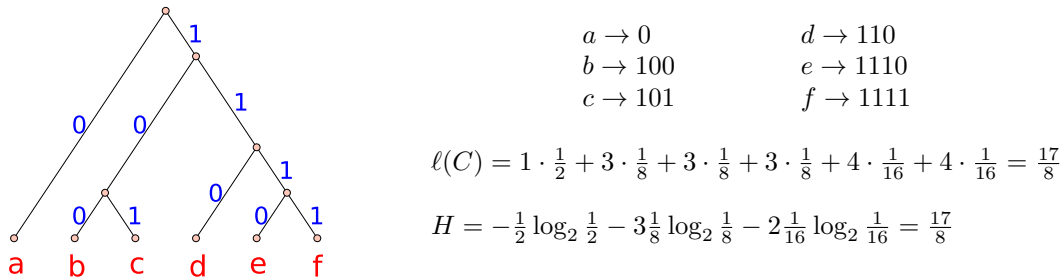 1
1
0
0
1
0
0
1
0
1
a b c d e f
a → 0
b → 100
c → 101
d → 110
e → 1110
f → 1111
ℓ(C) = 1 · 1/2 + 3 · 1/8 + 3 · 1/8 + 3 · 1/8 + 4 · 1/16 + 4 · 1/16 = 17/8
H = −1/2 log₂ 1/2 − 3 1/8 log₂ 1/8 − 2 1/16 log₂ 1/16 = 17/8